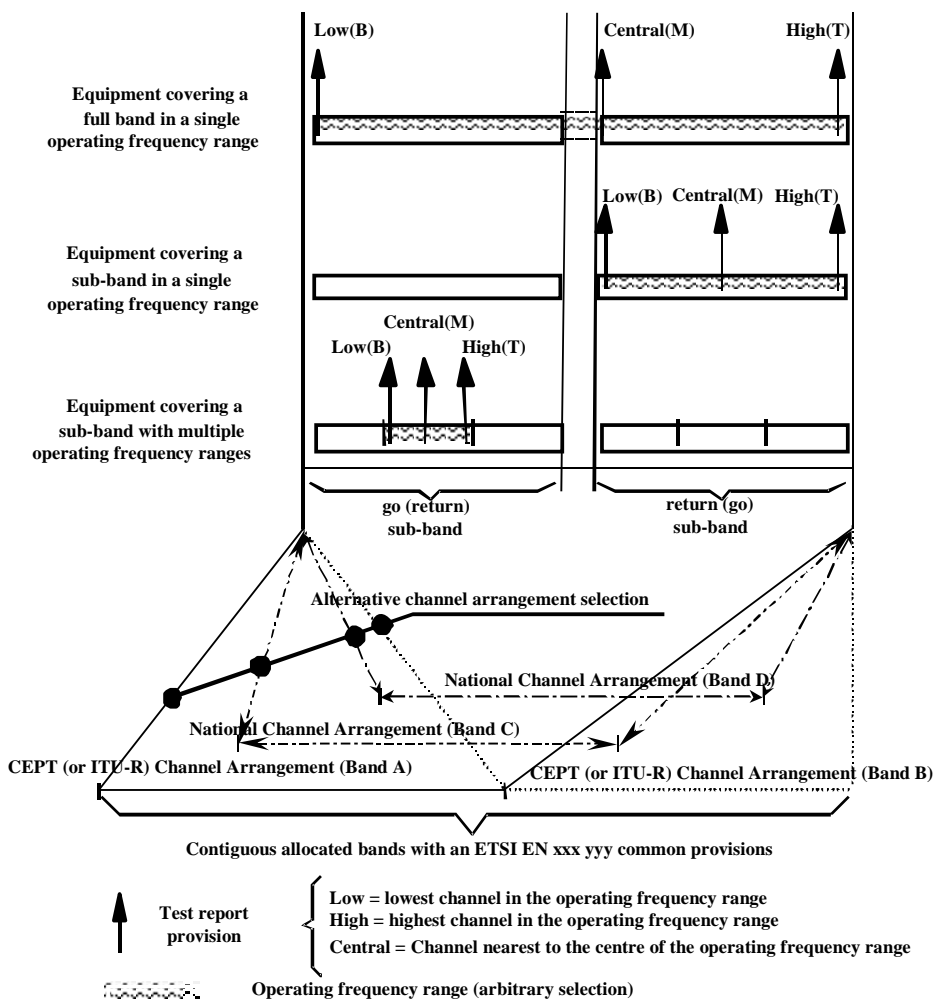 Low(B)
Central(M)
High(T)
Equipment covering a
full band in a single
operating frequency range
Low(B)
Central(M)
High(T)
Equipment covering a
sub-band in a single
operating frequency range
Central(M)
Low(B)
High(T)
Equipment covering a
sub-band with multiple
operating frequency ranges
go (return)
sub-band
return (go)
sub-band
Alternative channel arrangement selection
National Channel Arrangement (Band D)
National Channel Arrangement (Band C)
CEPT (or ITU-R) Channel Arrangement (Band A)
CEPT (or ITU-R) Channel Arrangement (Band B)
Contiguous allocated bands with an ETSI EN xxx yyy common provisions
Test report
provision
Low = lowest channel in the operating frequency range
High = highest channel in the operating frequency range
Central = Channel nearest to the centre of the operating frequency range
Operating frequency range (arbitrary selection)